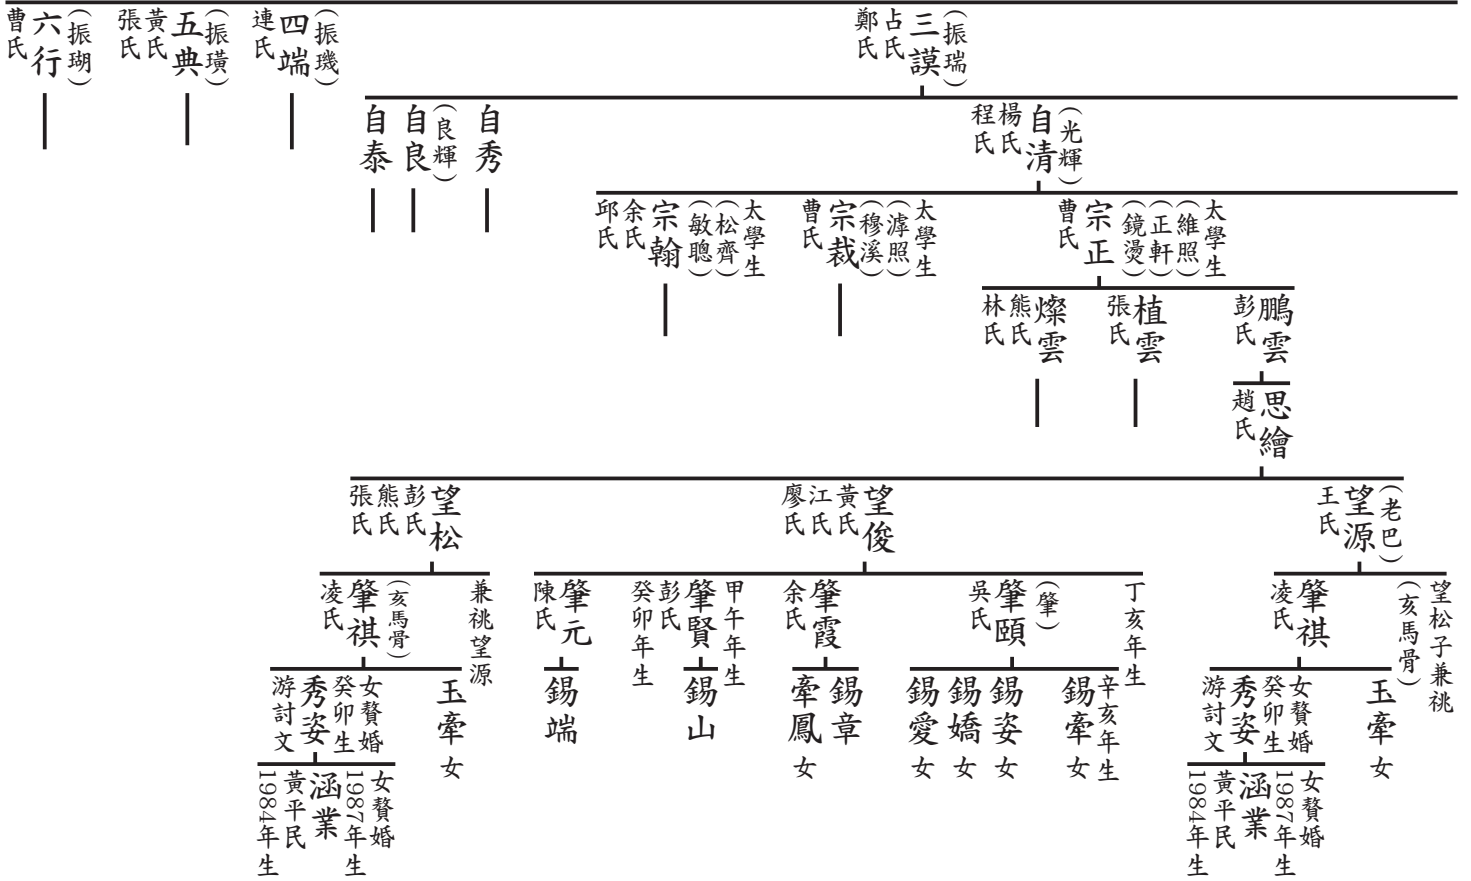 (振瑞)
三謨
占氏
鄭氏
(振璣)
四端
連氏
(振璜)
五典
黃氏
張氏
(振瑚)
六行
曹氏
(光輝)
自清
楊氏
程氏
自秀
(良輝)
自良
自泰
太學生
(維照)
(正軒)
(鏡燙)
宗正
曹氏
太學生
(滹照)
(穆溪)
宗裁
曹氏
太學生
(松齊)
(敏聰)
宗翰
余氏
邱氏
鵬雲
彭氏
植雲
張氏
燦雲
熊氏
林氏
思繪
趙氏
(老巴)
望源
王氏
望俊
黃氏
江氏
廖氏
望松
彭氏
熊氏
張氏
望松子兼祧
(亥馬骨)
肇祺
凌氏
丁亥年生
(肇)
肇頤
吳氏
肇霞
余氏
甲午年生
肇賢
彭氏
癸卯年生
肇元
陳氏
兼祧望源
(亥馬骨)
肇祺
凌氏
玉牽 女
女贅婚
癸卯生
秀姿
游討文
辛亥年生
錫牽 女
錫姿 女
錫嬌 女
錫愛 女
錫章
牽鳳 女
錫山
錫端
玉牽 女
女贅婚
癸卯生
秀姿
游討文
女贅婚
1987年生
涵業
黃平民
1984年生
女贅婚
1987年生
涵業
黃平民
1984年生